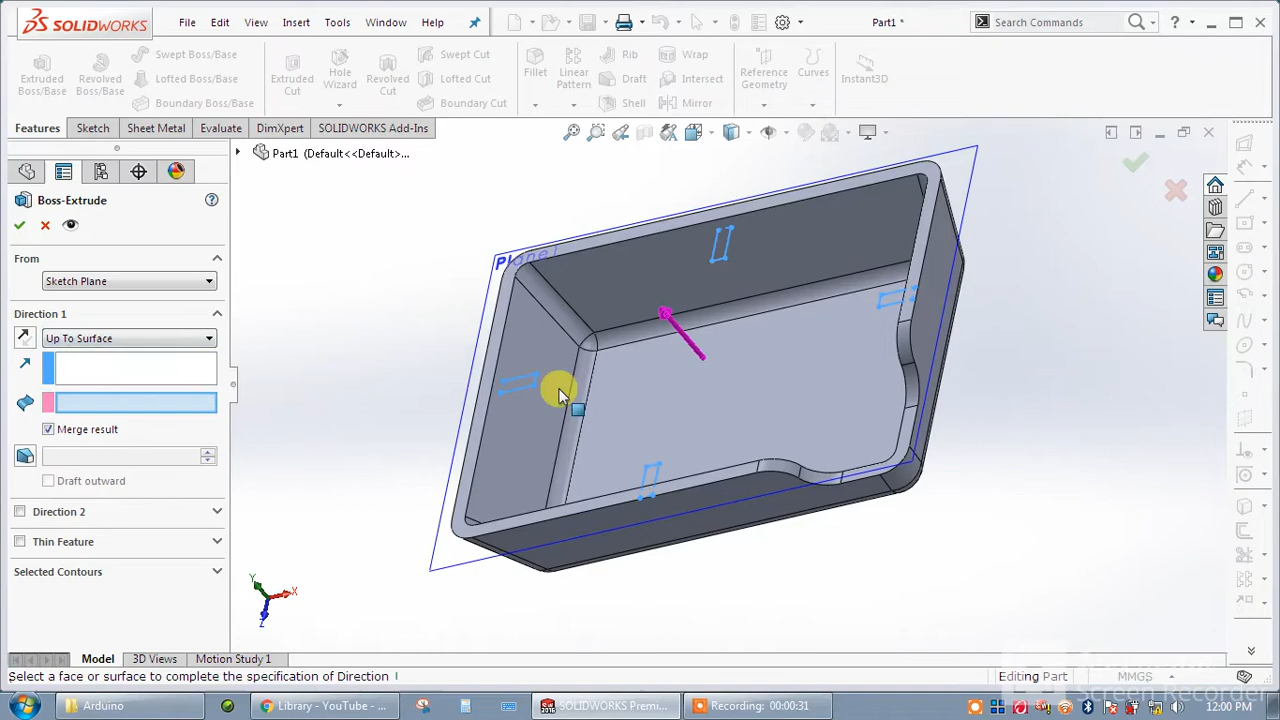 SOLIDWORKS File Edit View Insert Tools Window Help Part1 * Search Commands
Extruded Boss/Base Revolved Boss/Base Swept Boss/Base Lofted Boss/Base Boundary Boss/Base Extruded Cut Hole Wizard Revolved Cut Swept Cut Lofted Cut Boundary Cut Fillet Linear Pattern Rib Draft Shell Wrap Intersect Mirror Reference Geometry Curves Instant3D
Features Sketch Sheet Metal Evaluate DimXpert SOLIDWORKS Add-Ins
Part1 (Default<<Default>...
Boss-Extrude
From
Sketch Plane
Direction 1
Up To Surface
Merge result
Draft outward
Direction 2
Thin Feature
Selected Contours
Y X Z
Model 3D Views Motion Study 1
Select a face or surface to complete the specification of Direction 1 Editing Part MMGS
Screen Recorder
Arduino Library - YouTube - ... SOLIDWORKS Premi... Recording: 00:00:31 12:00 PM